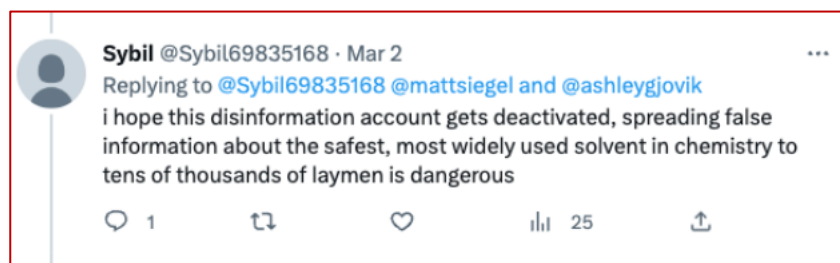 Sybil @Sybil69835168 · Mar 2
Replying to @Sybil69835168 @mattsiegel and @ashleygjovik
i hope this disinformation account gets deactivated, spreading false
information about the safest, most widely used solvent in chemistry to
tens of thousands of laymen is dangerous
1 25